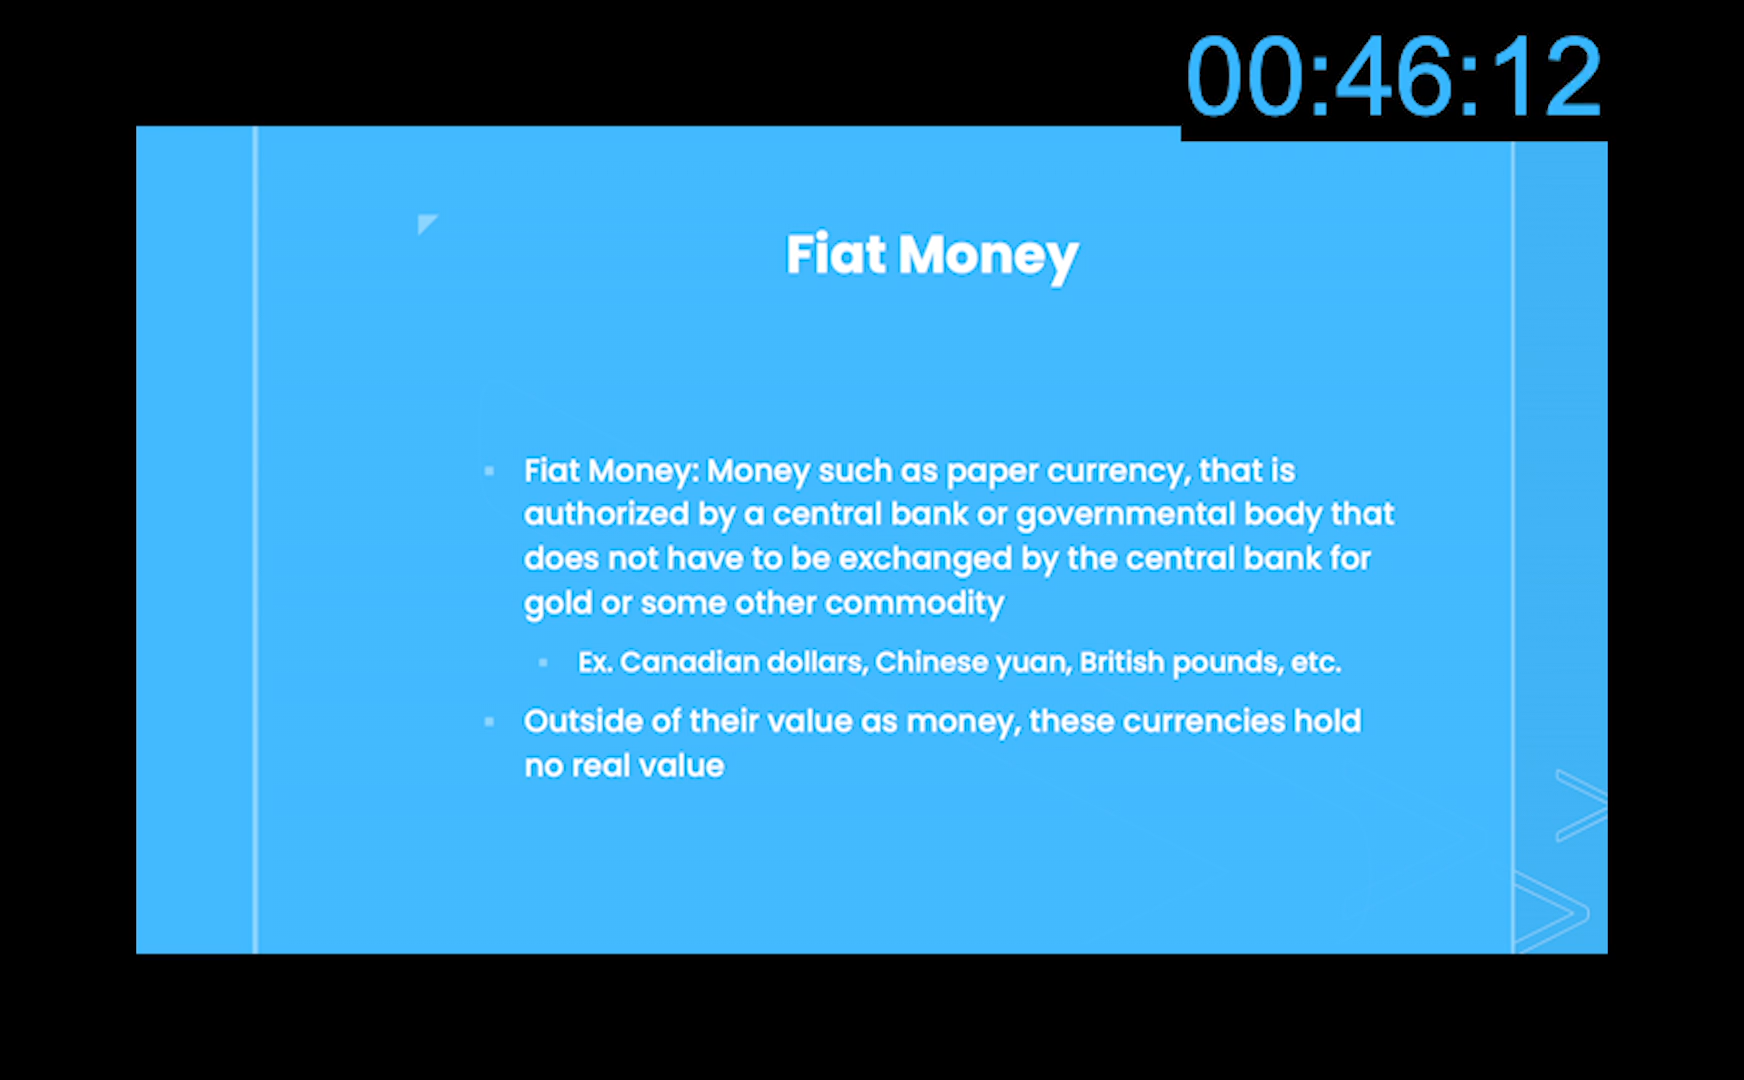 00:46:12
Fiat Money
Fiat Money: Money such as paper currency, that is
authorized by a central bank or governmental body that
does not have to be exchanged by the central bank for
gold or some other commodity
Ex. Canadian dollars, Chinese yuan, British pounds, etc.
Outside of their value as money, these currencies hold
no real value